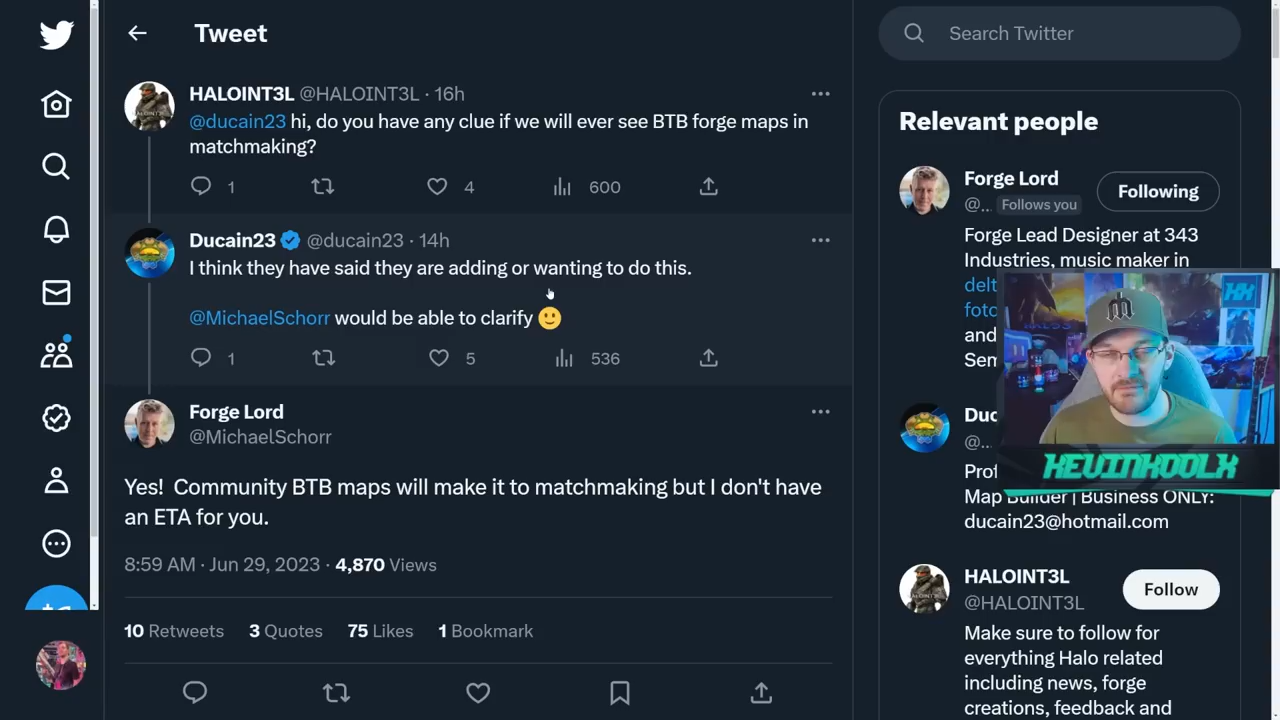 Tweet
HALOINT3L @HALOINT3L · 16h
@ducain23 hi, do you have any clue if we will ever see BTB forge maps in
matchmaking?
1 4 600
Ducain23 @ducain23 · 14h
I think they have said they are adding or wanting to do this.
@MichaelSchorr would be able to clarify 🙂
1 5 536
Forge Lord
@MichaelSchorr
Yes! Community BTB maps will make it to matchmaking but I don't have
an ETA for you.
8:59 AM · Jun 29, 2023 · 4,870 Views
10 Retweets 3 Quotes 75 Likes 1 Bookmark
Search Twitter
Relevant people
Forge Lord
@... Follows you
Following
Forge Lead Designer at 343
Industries, music maker in
delt
foto
and
Sem
KEVINKOOLX
Duc
@...
Prof
Map Builder | Business ONLY:
ducain23@hotmail.com
HALOINT3L
@HALOINT3L
Follow
Make sure to follow for
everything Halo related
including news, forge
creations, feedback and